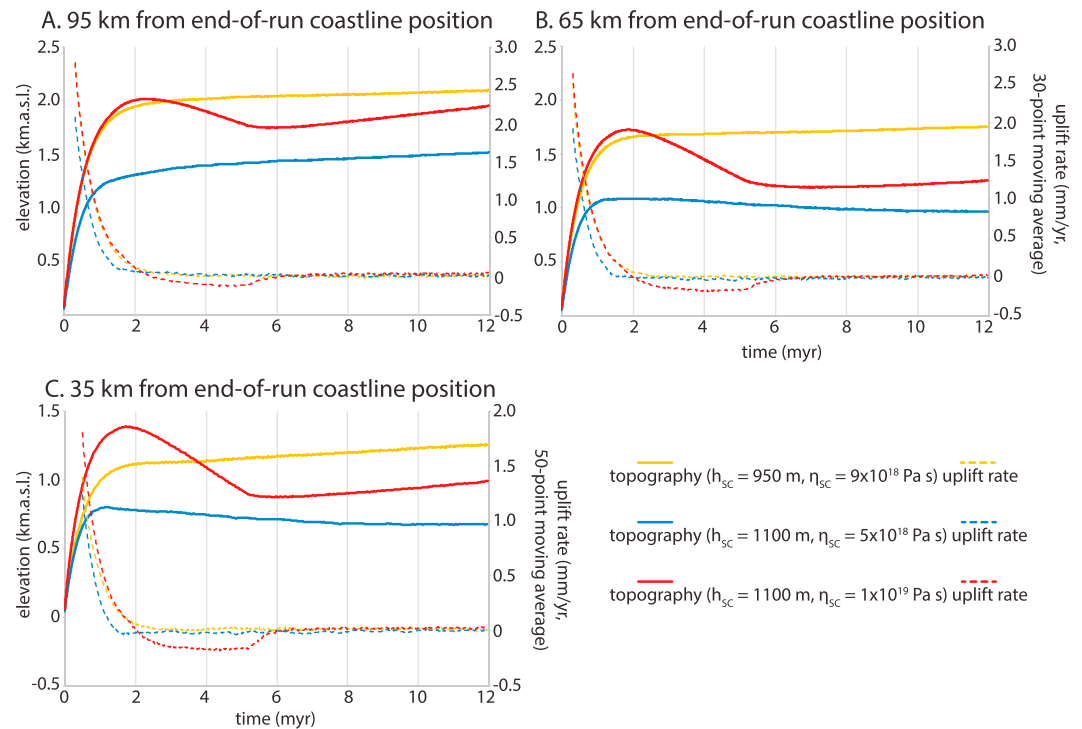 A. 95 km from end-of-run coastline position
2.5
2.0
1.5
1.0
0.5
elevation (km.a.s.l.)
3.0
2.5
2.0
1.5
1.0
0.5
0
-0.5
0 2 4 6 8 10 12
B. 65 km from end-of-run coastline position
2.5
2.0
1.5
1.0
0.5
3.0
2.5
2.0
1.5
1.0
0.5
0
-0.5
uplift rate (mm/yr,
30-point moving average)
0 2 4 6 8 10 12
time (myr)
C. 35 km from end-of-run coastline position
1.5
1.0
0.5
0
-0.5
elevation (km.a.s.l.)
2.0
1.5
1.0
0.5
0
-0.5
uplift rate (mm/yr,
50-point moving average)
0 2 4 6 8 10 12
time (myr)
topography (hSC = 950 m, ηSC = 9x10¹⁸ Pa s) uplift rate
topography (hSC = 1100 m, ηSC = 5x10¹⁸ Pa s) uplift rate
topography (hSC = 1100 m, ηSC = 1x10¹⁹ Pa s) uplift rate